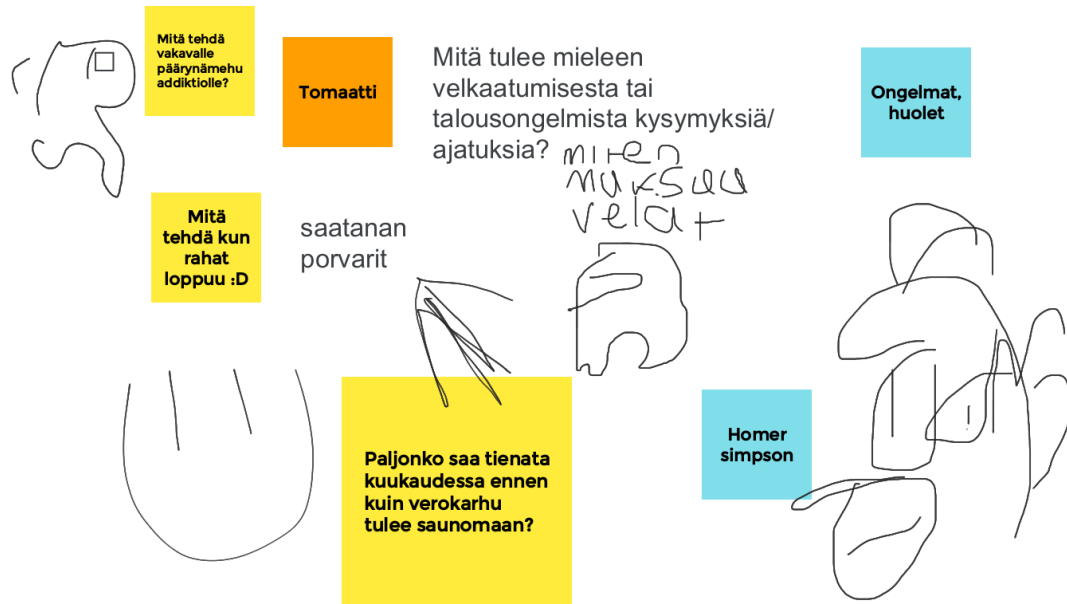 Mitä tehdä
vakavalle
päärynämehu
addiktiolle?
Tomaatti
Mitä tulee mieleen
velkaatumisesta tai
talousongelmista kysymyksiä/
ajatuksia?
miten
maksaa
velat
Ongelmat,
huolet
Mitä
tehdä kun
rahat
loppuu :D
saatanan
porvarit
Paljonko saa tienata
kuukaudessa ennen
kuin verokarhu
tulee saunomaan?
Homer
simpson